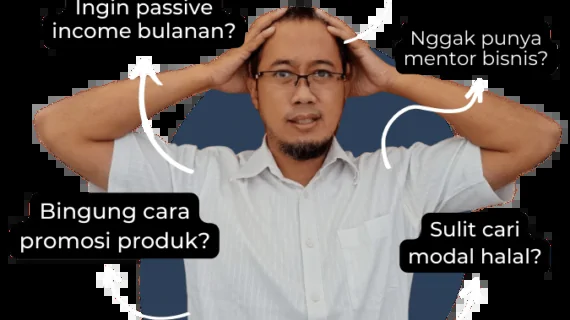 Ingin passive
income bulanan?
Nggak punya
mentor bisnis?
Bingung cara
promosi produk?
Sulit cari
modal halal?